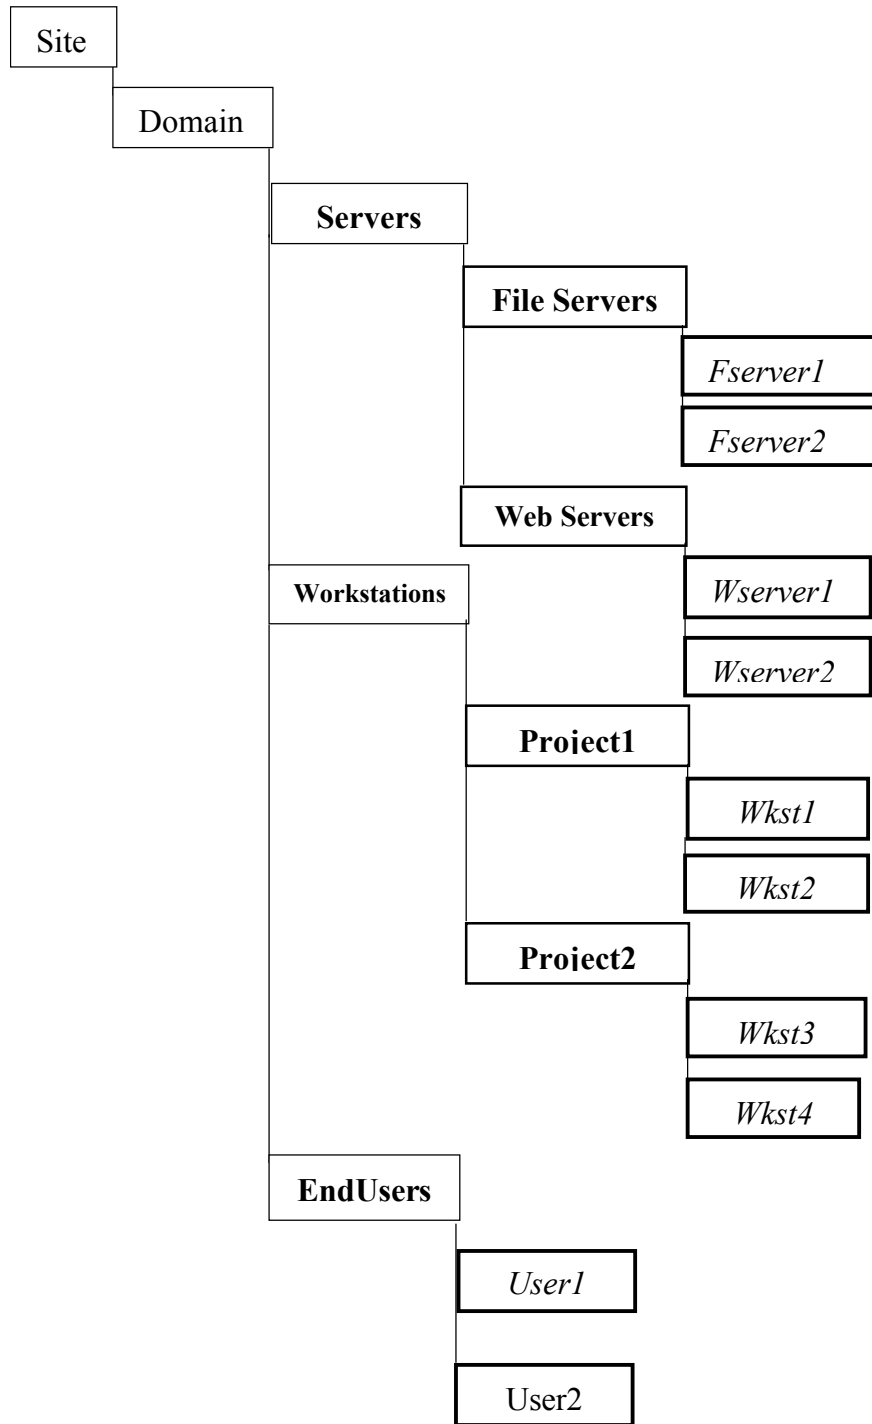 Site
Domain
Servers
File Servers
Fserver1
Fserver2
Web Servers
Workstations
Wserver1
Wserver2
Project1
Wkst1
Wkst2
Project2
Wkst3
Wkst4
EndUsers
User1
User2